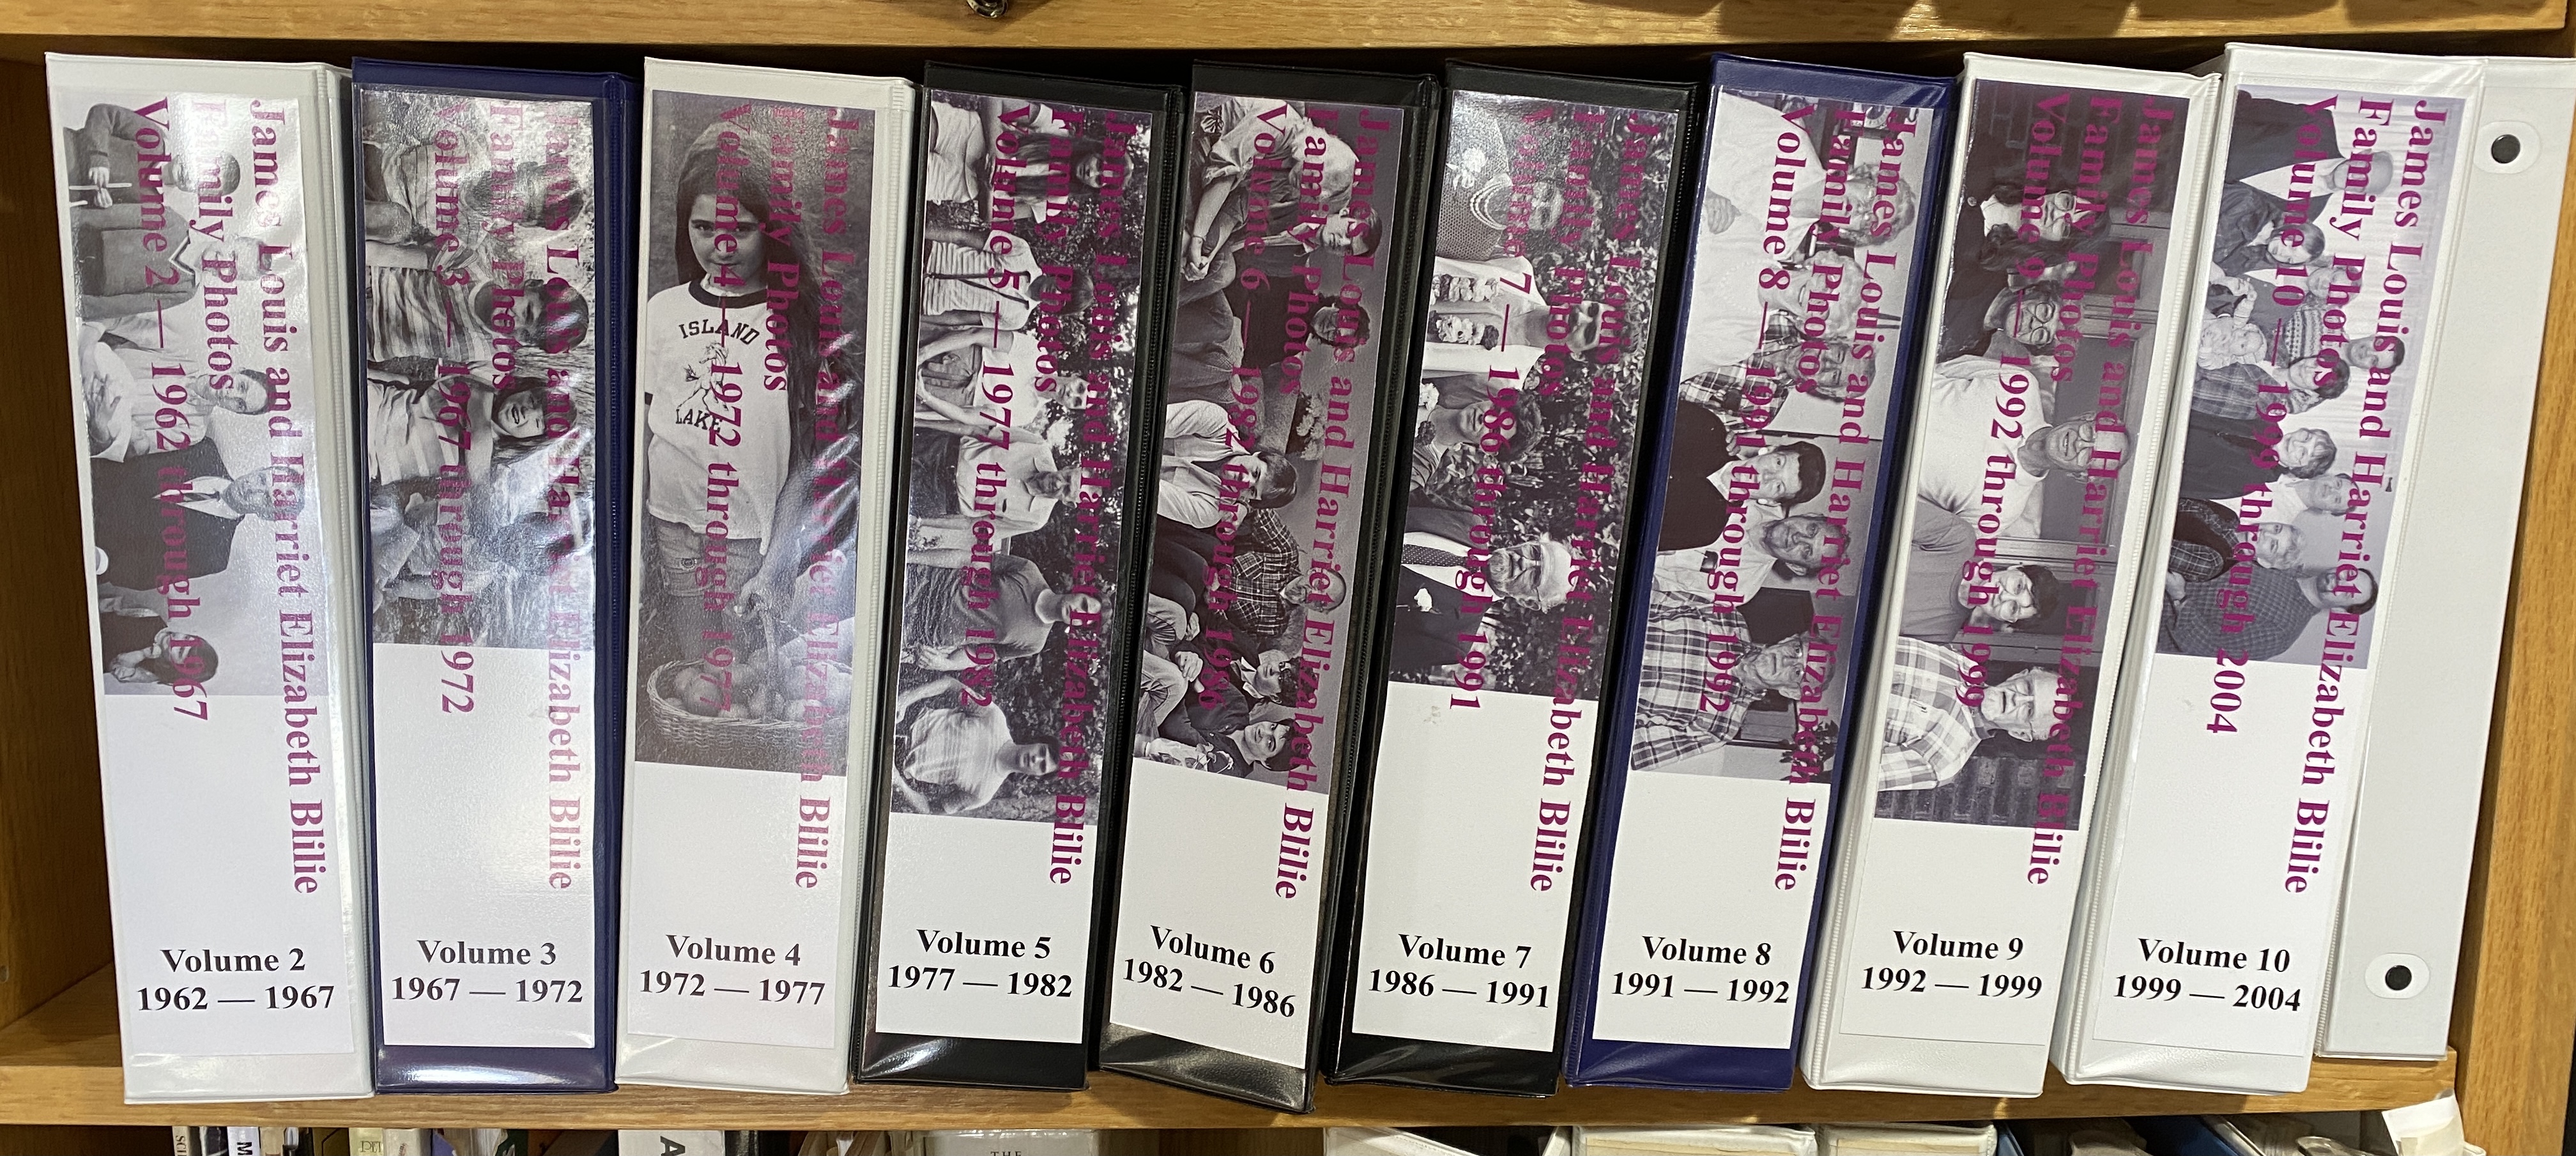 James Louis and Harriet Elizabeth Blilie
Family Photos
Volume 2 — 1962 through 1967
Volume 2
1962 — 1967
James Louis and Harriet Elizabeth Blilie
Family Photos
Volume 3 — 1967 through 1972
Volume 3
1967 — 1972
James Louis and Harriet Elizabeth Blilie
Family Photos
Volume 4 — 1972 through 1977
ISLAND
LAKE
Volume 4
1972 — 1977
James Louis and Harriet Elizabeth Blilie
Family Photos
Volume 5 — 1977 through 1982
Volume 5
1977 — 1982
James Louis and Harriet Elizabeth Blilie
Family Photos
Volume 6 — 1982 through 1986
Volume 6
1982 — 1986
James Louis and Harriet Elizabeth Blilie
Family Photos
Volume 7 — 1986 through 1991
Volume 7
1986 — 1991
James Louis and Harriet Elizabeth Blilie
Family Photos
Volume 8 — 1991 through 1992
Volume 8
1991 — 1992
James Louis and Harriet Elizabeth Blilie
Family Photos
Volume 9 — 1992 through 1999
Volume 9
1992 — 1999
James Louis and Harriet Elizabeth Blilie
Family Photos
Volume 10 — 1999 through 2004
Volume 10
1999 — 2004
THE